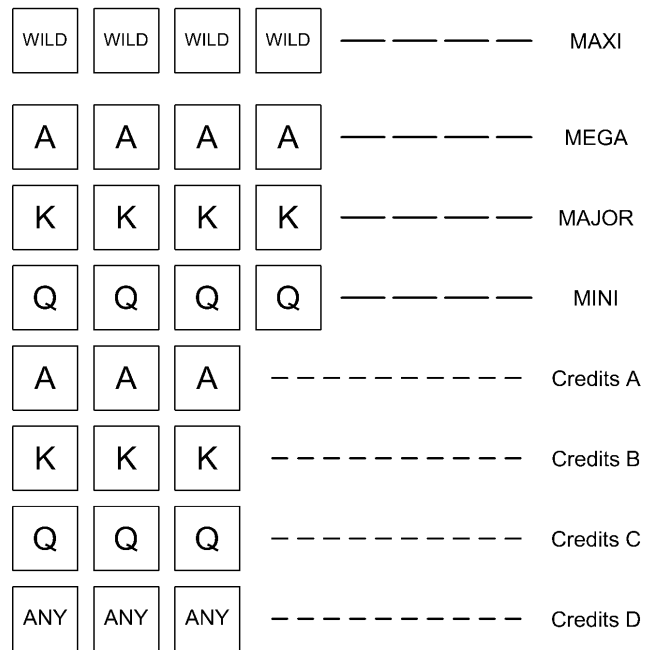 WILD WILD WILD WILD MAXI
A A A A MEGA
K K K K MAJOR
Q Q Q Q MINI
A A A Credits A
K K K Credits B
Q Q Q Credits C
ANY ANY ANY Credits D